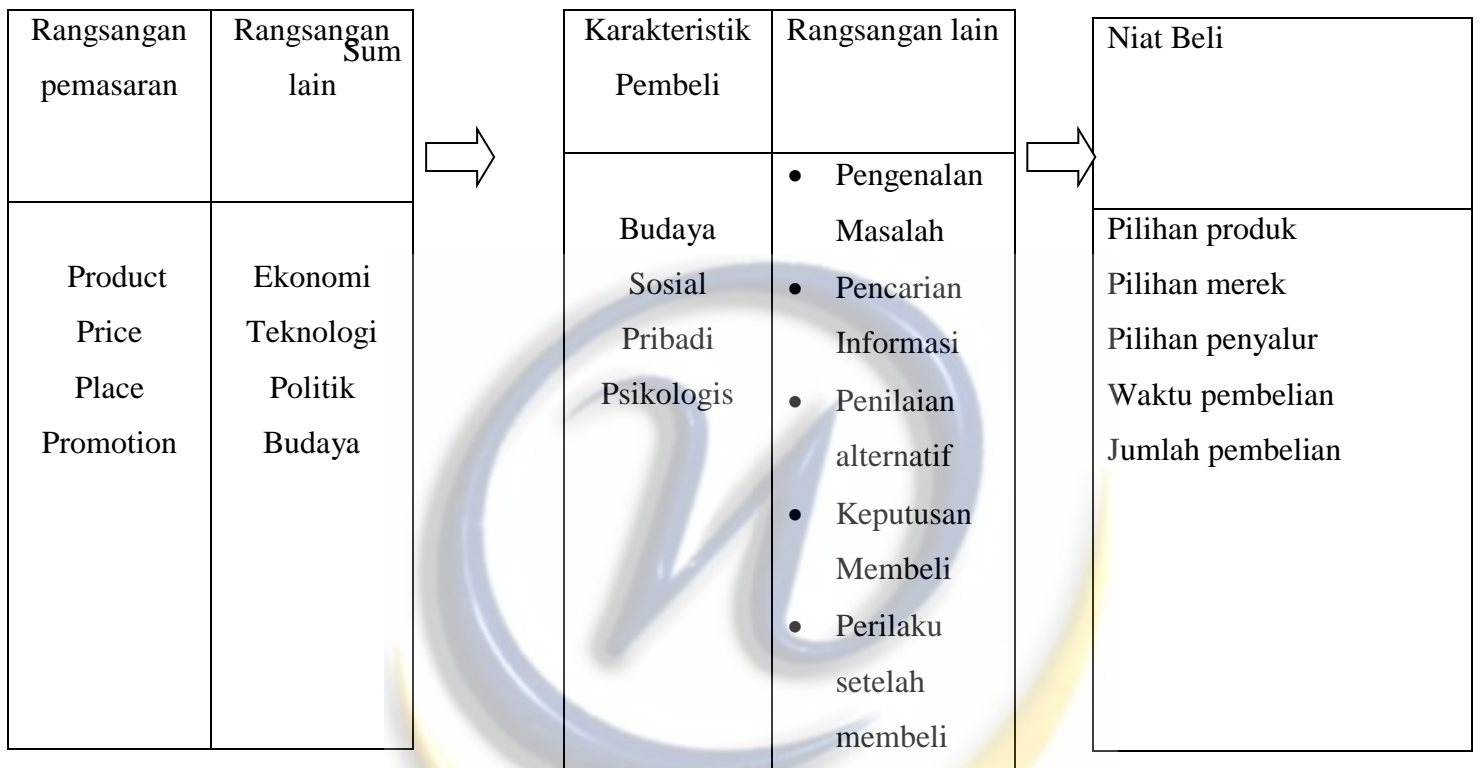 Rangsangan
pemasaran
Rangsangan
Sum
lain
Product
Price
Place
Promotion
Ekonomi
Teknologi
Politik
Budaya
Karakteristik
Pembeli
Rangsangan lain
Budaya
Sosial
Pribadi
Psikologis
• Pengenalan
Masalah
• Pencarian
Informasi
• Penilaian
alternatif
• Keputusan
Membeli
• Perilaku
setelah
membeli
Niat Beli
Pilihan produk
Pilihan merek
Pilihan penyalur
Waktu pembelian
Jumlah pembelian